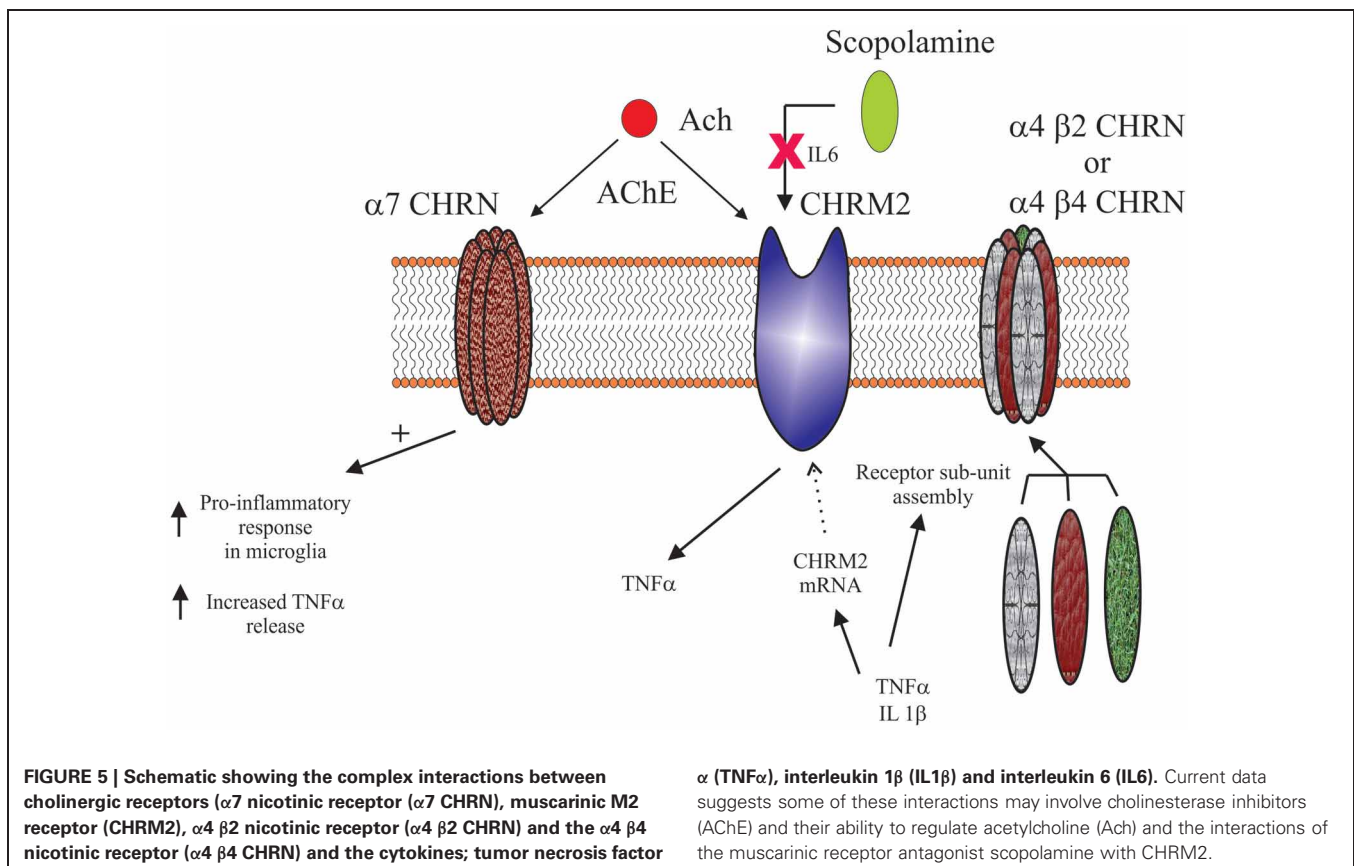 Scopolamine
Ach
IL6
α4 β2 CHRN
or
α4 β4 CHRN
AChE
α7 CHRN
CHRM2
+
Pro-inflammatory
response
in microglia
Increased TNFα
release
TNFα
CHRM2
mRNA
Receptor sub-unit
assembly
TNFα
IL 1β
FIGURE 5 | Schematic showing the complex interactions between
cholinergic receptors (α7 nicotinic receptor (α7 CHRN), muscarinic M2
receptor (CHRM2), α4 β2 nicotinic receptor (α4 β2 CHRN) and the α4 β4
nicotinic receptor (α4 β4 CHRN) and the cytokines; tumor necrosis factor
α (TNFα), interleukin 1β (IL1β) and interleukin 6 (IL6). Current data
suggests some of these interactions may involve cholinesterase inhibitors
(AChE) and their ability to regulate acetylcholine (Ach) and the interactions of
the muscarinic receptor antagonist scopolamine with CHRM2.